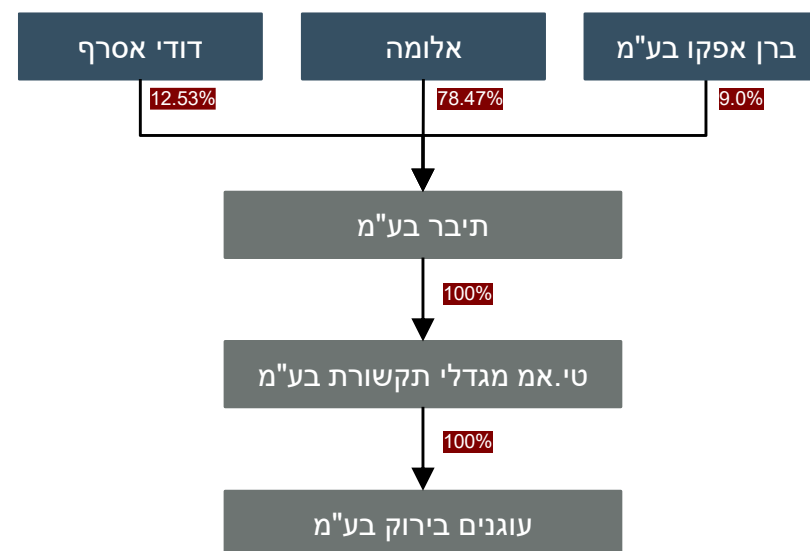 ברן אפקו בע"מ
אלומה
דודי אסרף
9.0%
78.47%
12.53%
תיבר בע"מ
100%
טי.אמ מגדלי תקשורת בע"מ
100%
עוגנים בירוק בע"מ